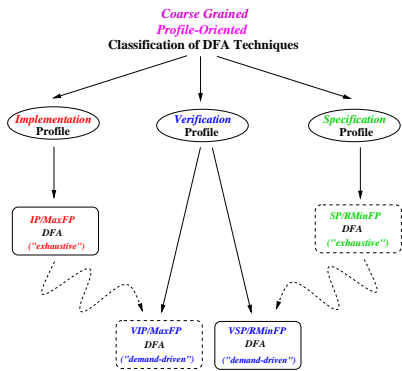 Coarse Grained
Profile-Oriented
Classification of DFA Techniques
Implementation
Profile
Verification
Profile
Specification
Profile
IP/MaxFP
DFA
("exhaustive")
SP/RMinFP
DFA
("exhaustive")
VIP/MaxFP
DFA
("demand-driven")
VSP/RMinFP
DFA
("demand-driven")